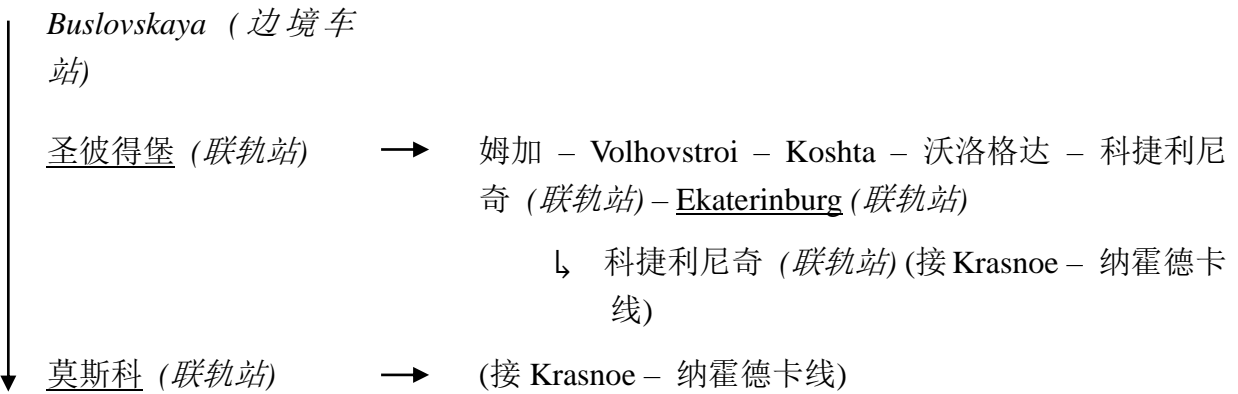 Buslovskaya (边境车
站)
圣彼得堡 (联轨站) → 姆加 – Volhovstroi – Koshta – 沃洛格达 – 科捷利尼
奇 (联轨站) – Ekaterinburg (联轨站)
↳ 科捷利尼奇 (联轨站) (接 Krasnoe – 纳霍德卡
线)
莫斯科 (联轨站) → (接 Krasnoe – 纳霍德卡线)